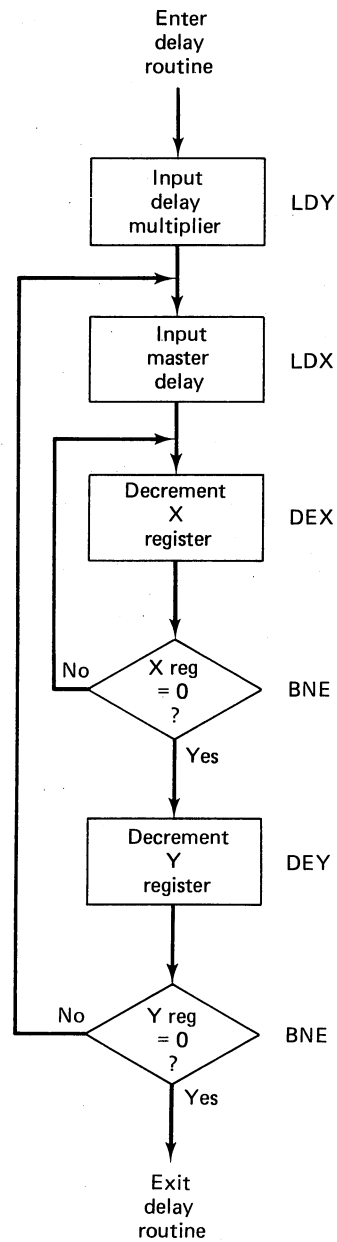 Enter
delay
routine
Input
delay
multiplier
LDY
Input
master
delay
LDX
Decrement
X
register
DEX
No
X reg
= 0
?
BNE
Yes
Decrement
Y
register
DEY
No
Y reg
= 0
?
BNE
Yes
Exit
delay
routine